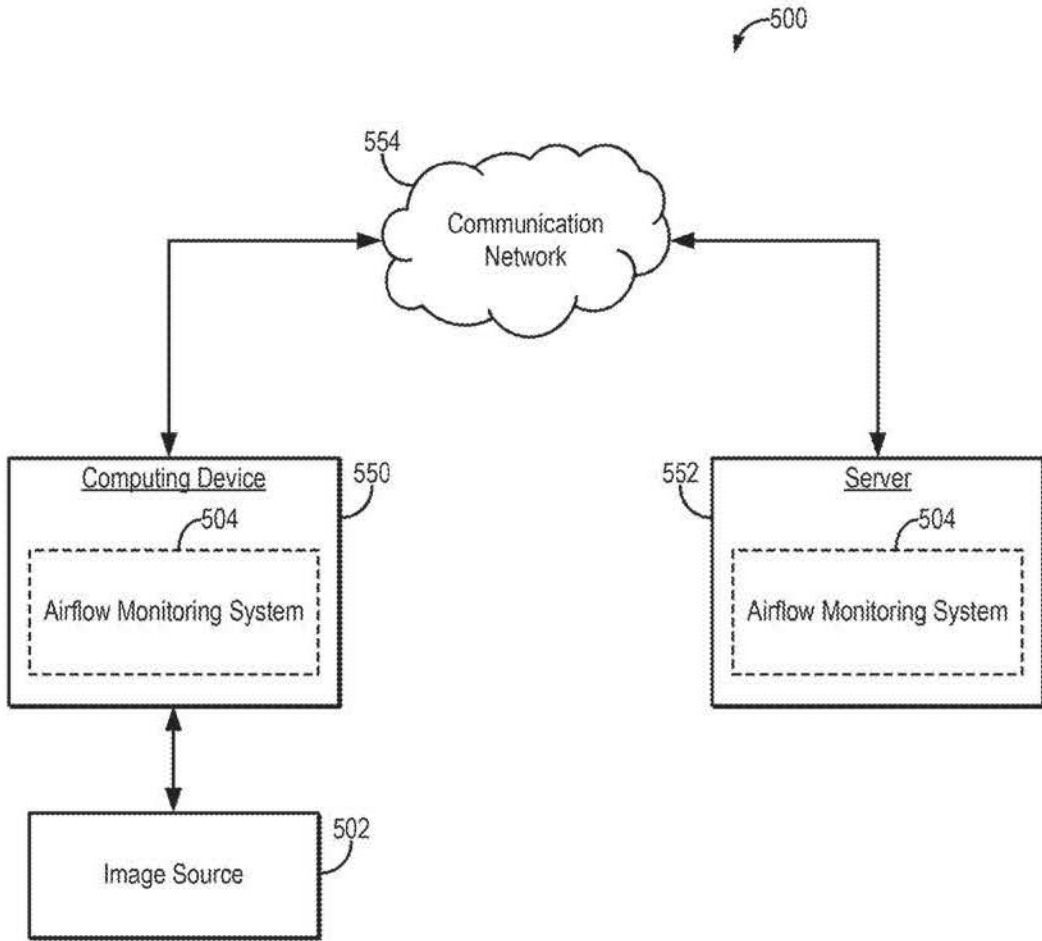 500
554
Communication
Network
Computing Device
550
504
Airflow Monitoring System
552
Server
504
Airflow Monitoring System
502
Image Source